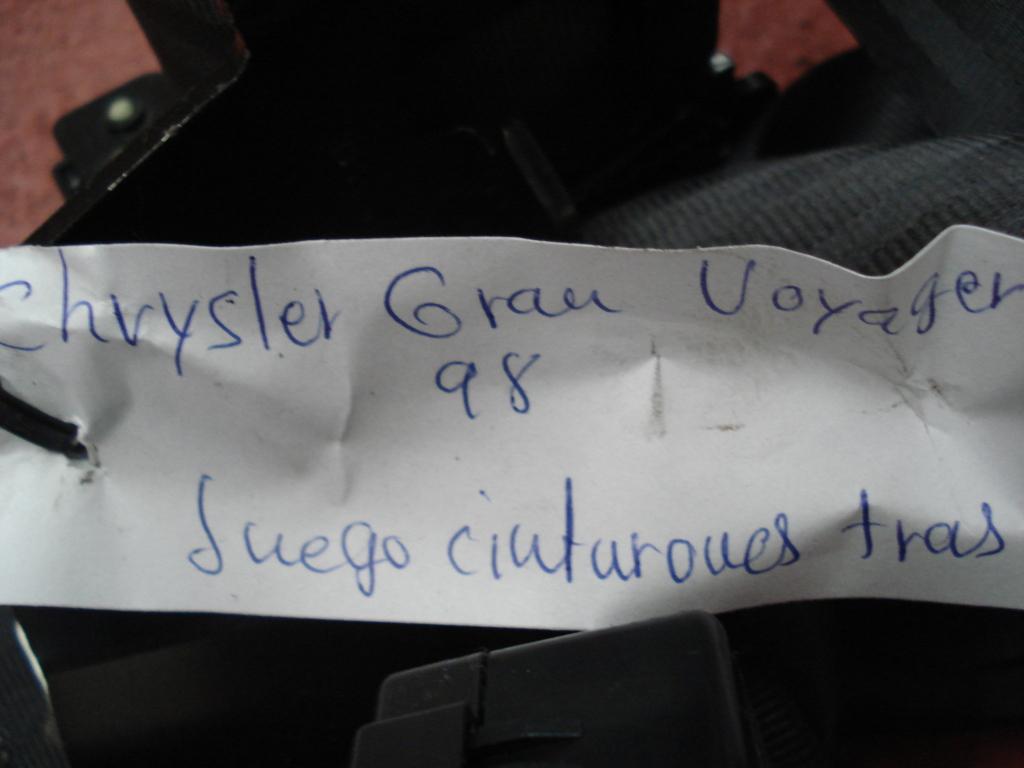 Chrysler Gran Voyager
98
Juego cinturones tras